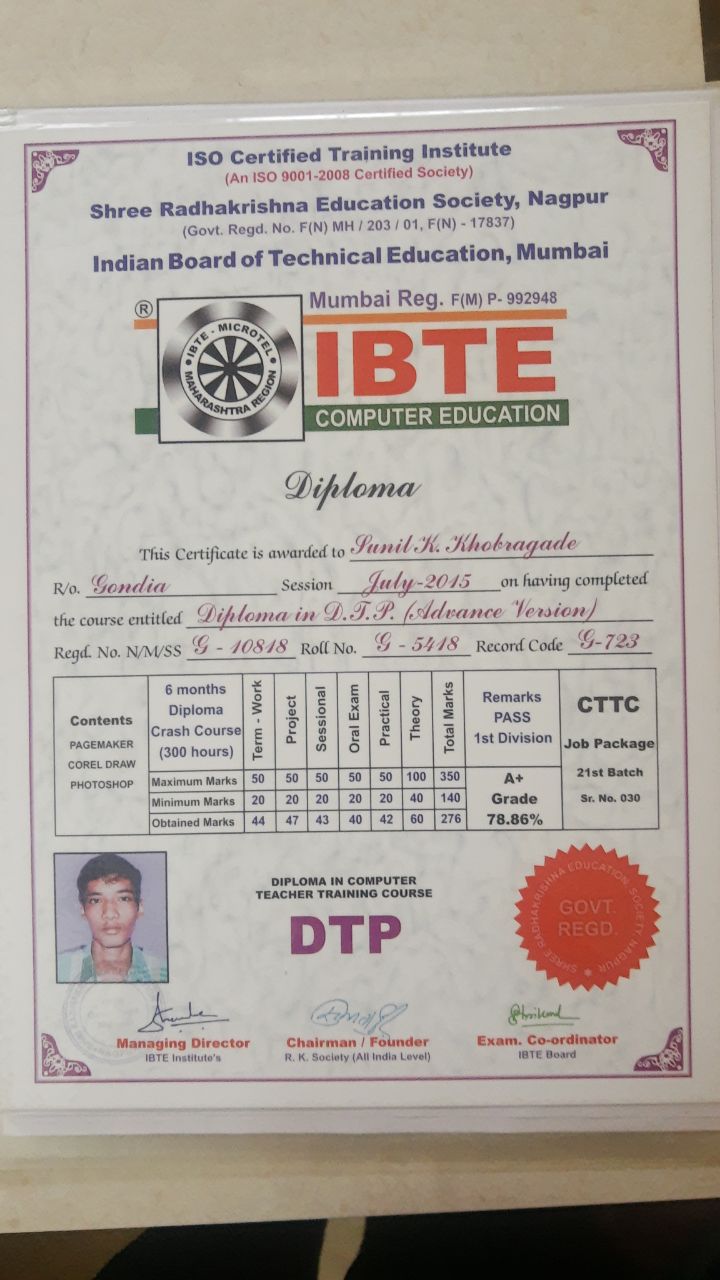 ISO Certified Training Institute
(An ISO 9001-2008 Certified Society)
Shree Radhakrishna Education Society, Nagpur
(Govt. Regd. No. F(N) MH / 203 / 01, F(N) - 17837)
Indian Board of Technical Education, Mumbai
Mumbai Reg. F(M) P- 992948
®
IBTE - MICROTEL
MAHARASHTRA REGION
IBTE
COMPUTER EDUCATION
Diploma
This Certificate is awarded to Sunil K. Khobragade
R/o. Gondia Session July-2015 on having completed
the course entitled Diploma in D.T.P. (Advance Version)
Regd. No. N/M/SS G - 10818 Roll No. G - 5418 Record Code G-723
Contents
PAGEMAKER
COREL DRAW
PHOTOSHOP
6 months
Diploma
Crash Course
(300 hours)
Term - Work
Project
Sessional
Oral Exam
Practical
Theory
Total Marks
Remarks
PASS
1st Division
Maximum Marks 50 50 50 50 50 100 350
Minimum Marks 20 20 20 20 20 40 140
Obtained Marks 44 47 43 40 42 60 276
A+
Grade
78.86%
CTTC
Job Package
21st Batch
Sr. No. 030
DIPLOMA IN COMPUTER
TEACHER TRAINING COURSE
DTP
SHREE RADHAKRISHNA EDUCATION SOCIETY NAGPUR
GOVT.
REGD.
Managing Director
IBTE Institute's
Chairman / Founder
R. K. Society (All India Level)
Exam. Co-ordinator
IBTE Board